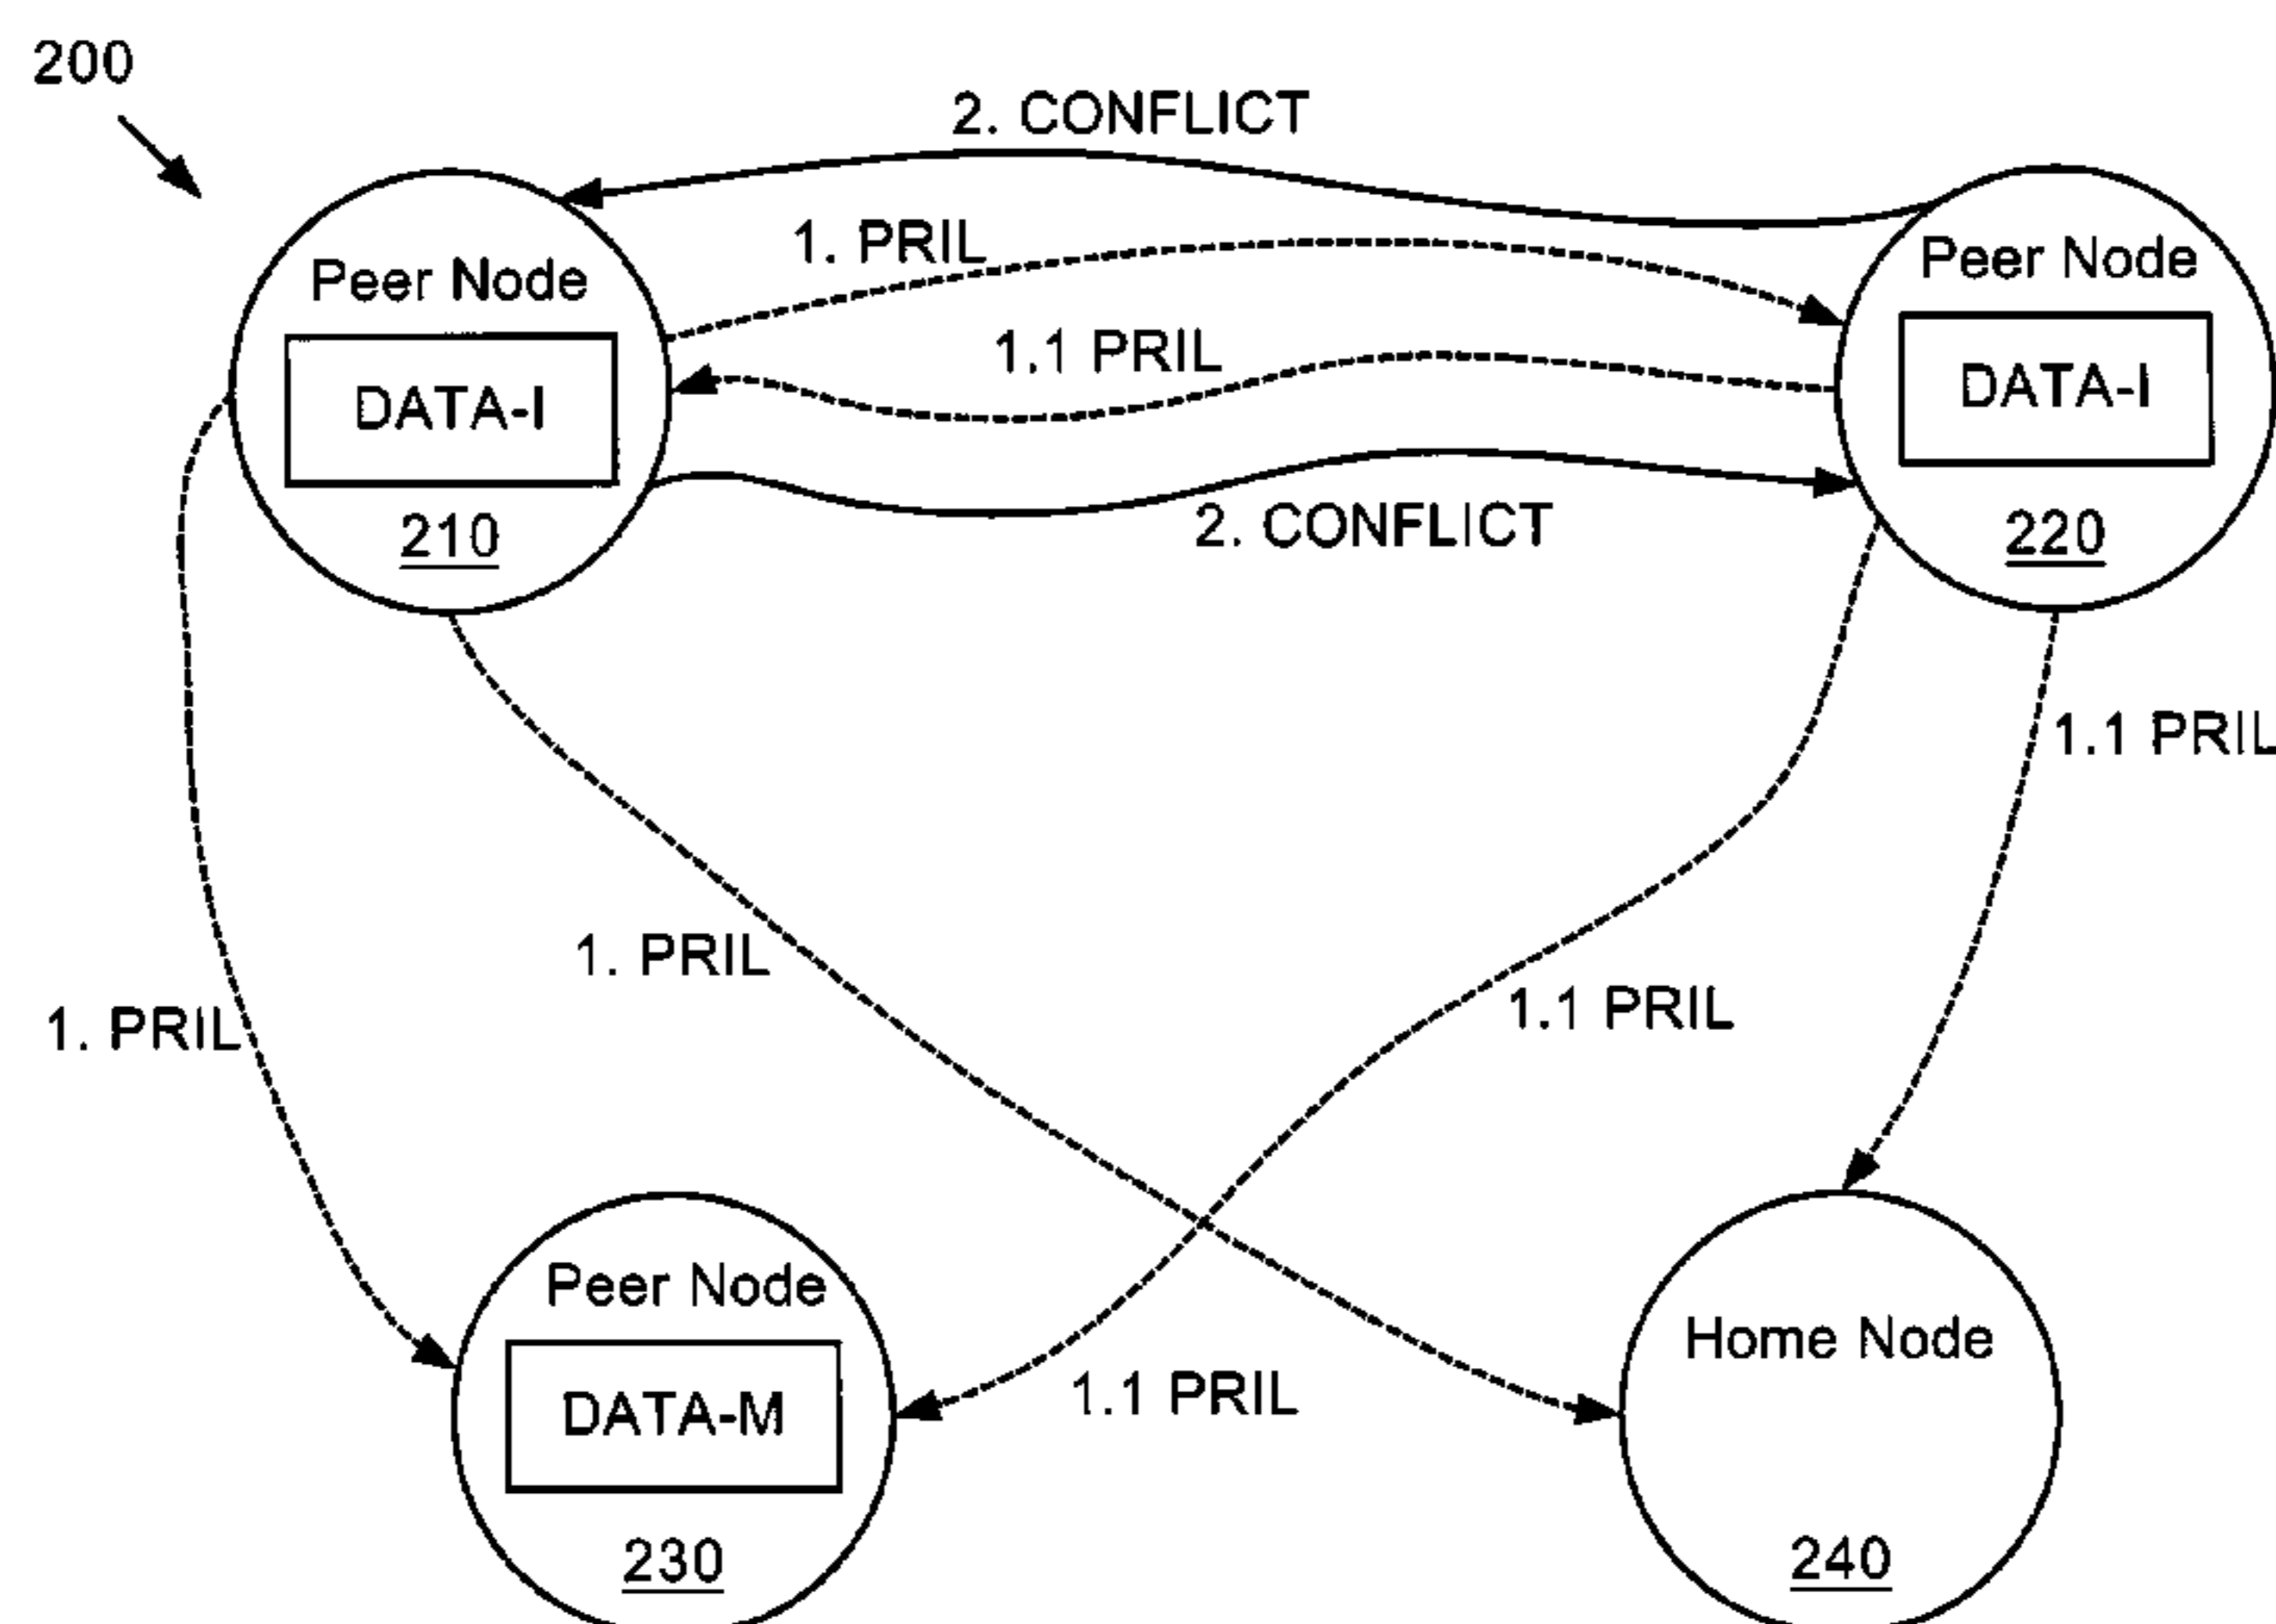 200
2. CONFLICT
1. PRIL
Peer Node
Peer Node
1.1 PRIL
DATA-I
DATA-I
210
2. CONFLICT
220
1.1 PRIL
1. PRIL
1.1 PRIL
1. PRIL
Peer Node
Home Node
1.1 PRIL
DATA-M
230
240